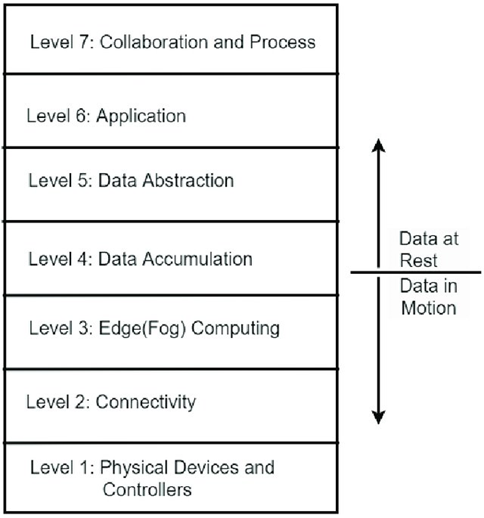 Level 7: Collaboration and Process
Level 6: Application
Level 5: Data Abstraction
Level 4: Data Accumulation
Level 3: Edge(Fog) Computing
Level 2: Connectivity
Level 1: Physical Devices and
Controllers
Data at
Rest
Data in
Motion